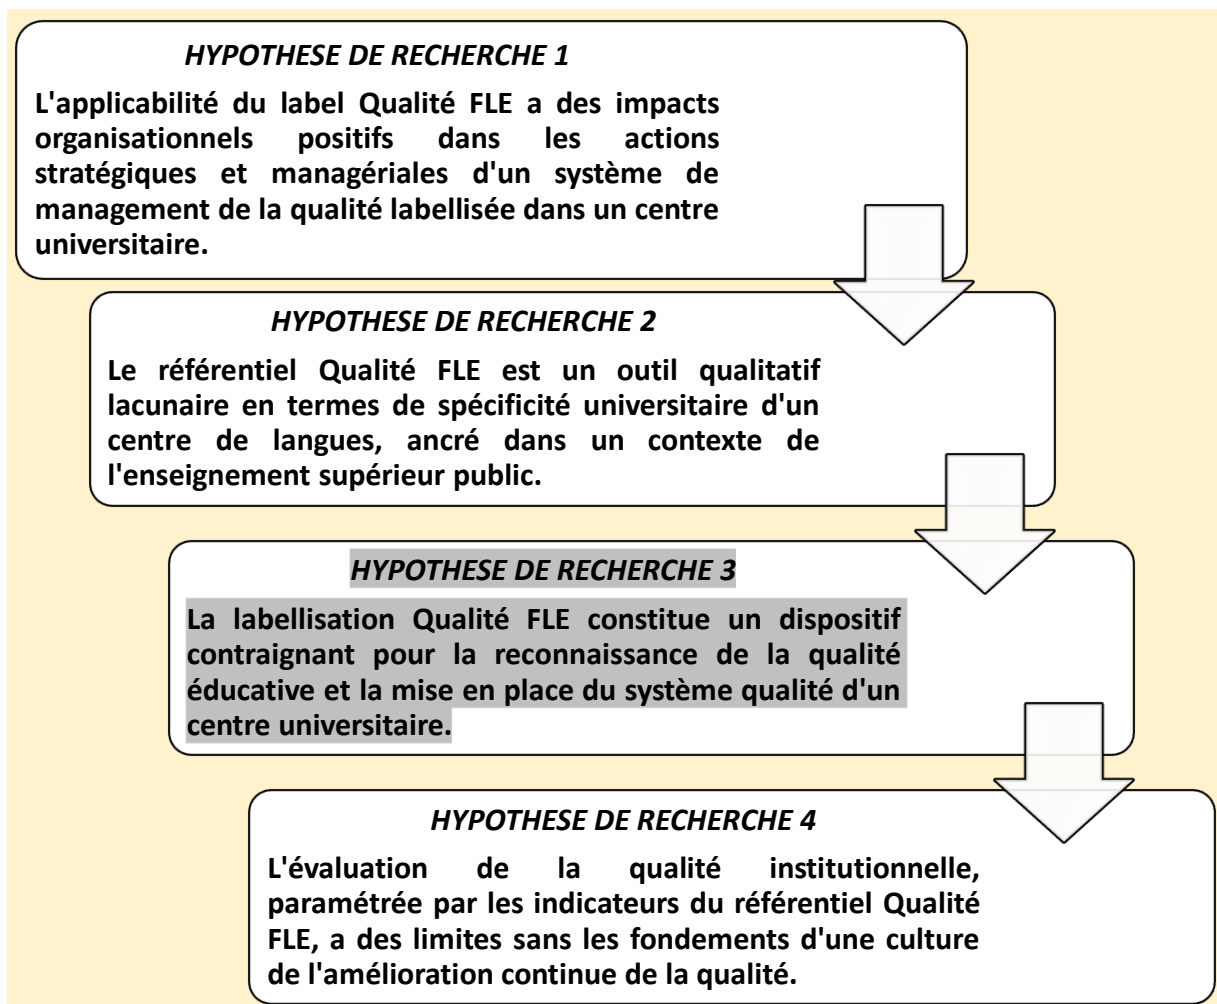 HYPOTHESE DE RECHERCHE 1
L'applicabilité du label Qualité FLE a des impacts
organisationnels positifs dans les actions
stratégiques et managériales d'un système de
management de la qualité labellisée dans un centre
universitaire.
HYPOTHESE DE RECHERCHE 2
Le référentiel Qualité FLE est un outil qualitatif
lacunaire en termes de spécificité universitaire d'un
centre de langues, ancré dans un contexte de
l'enseignement supérieur public.
HYPOTHESE DE RECHERCHE 3
La labellisation Qualité FLE constitue un dispositif
contraignant pour la reconnaissance de la qualité
éducative et la mise en place du système qualité d'un
centre universitaire.
HYPOTHESE DE RECHERCHE 4
L'évaluation de la qualité institutionnelle,
paramétrée par les indicateurs du référentiel Qualité
FLE, a des limites sans les fondements d'une culture
de l'amélioration continue de la qualité.